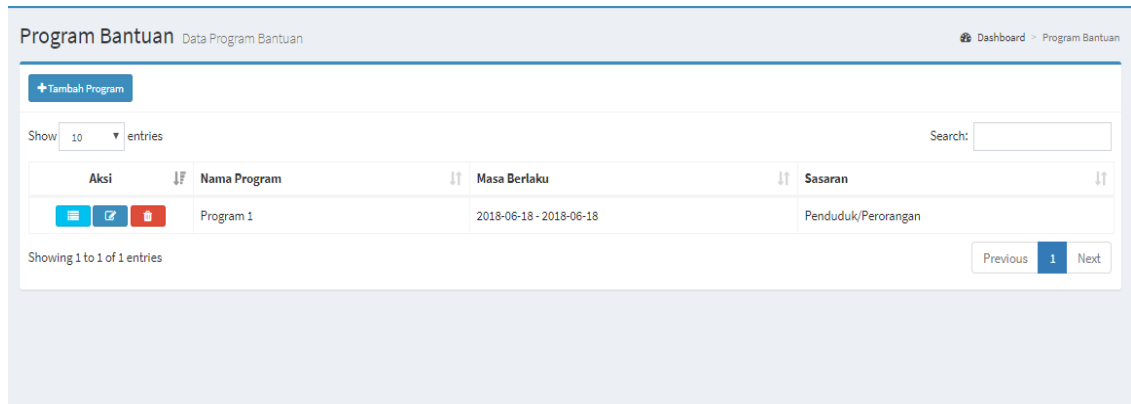 Program Bantuan Data Program Bantuan
Dashboard > Program Bantuan
Tambah Program
Show 10 entries
Search:
Aksi Nama Program Masa Berlaku Sasaran
Program 1 2018-06-18 - 2018-06-18 Penduduk/Perorangan
Showing 1 to 1 of 1 entries
Previous 1 Next